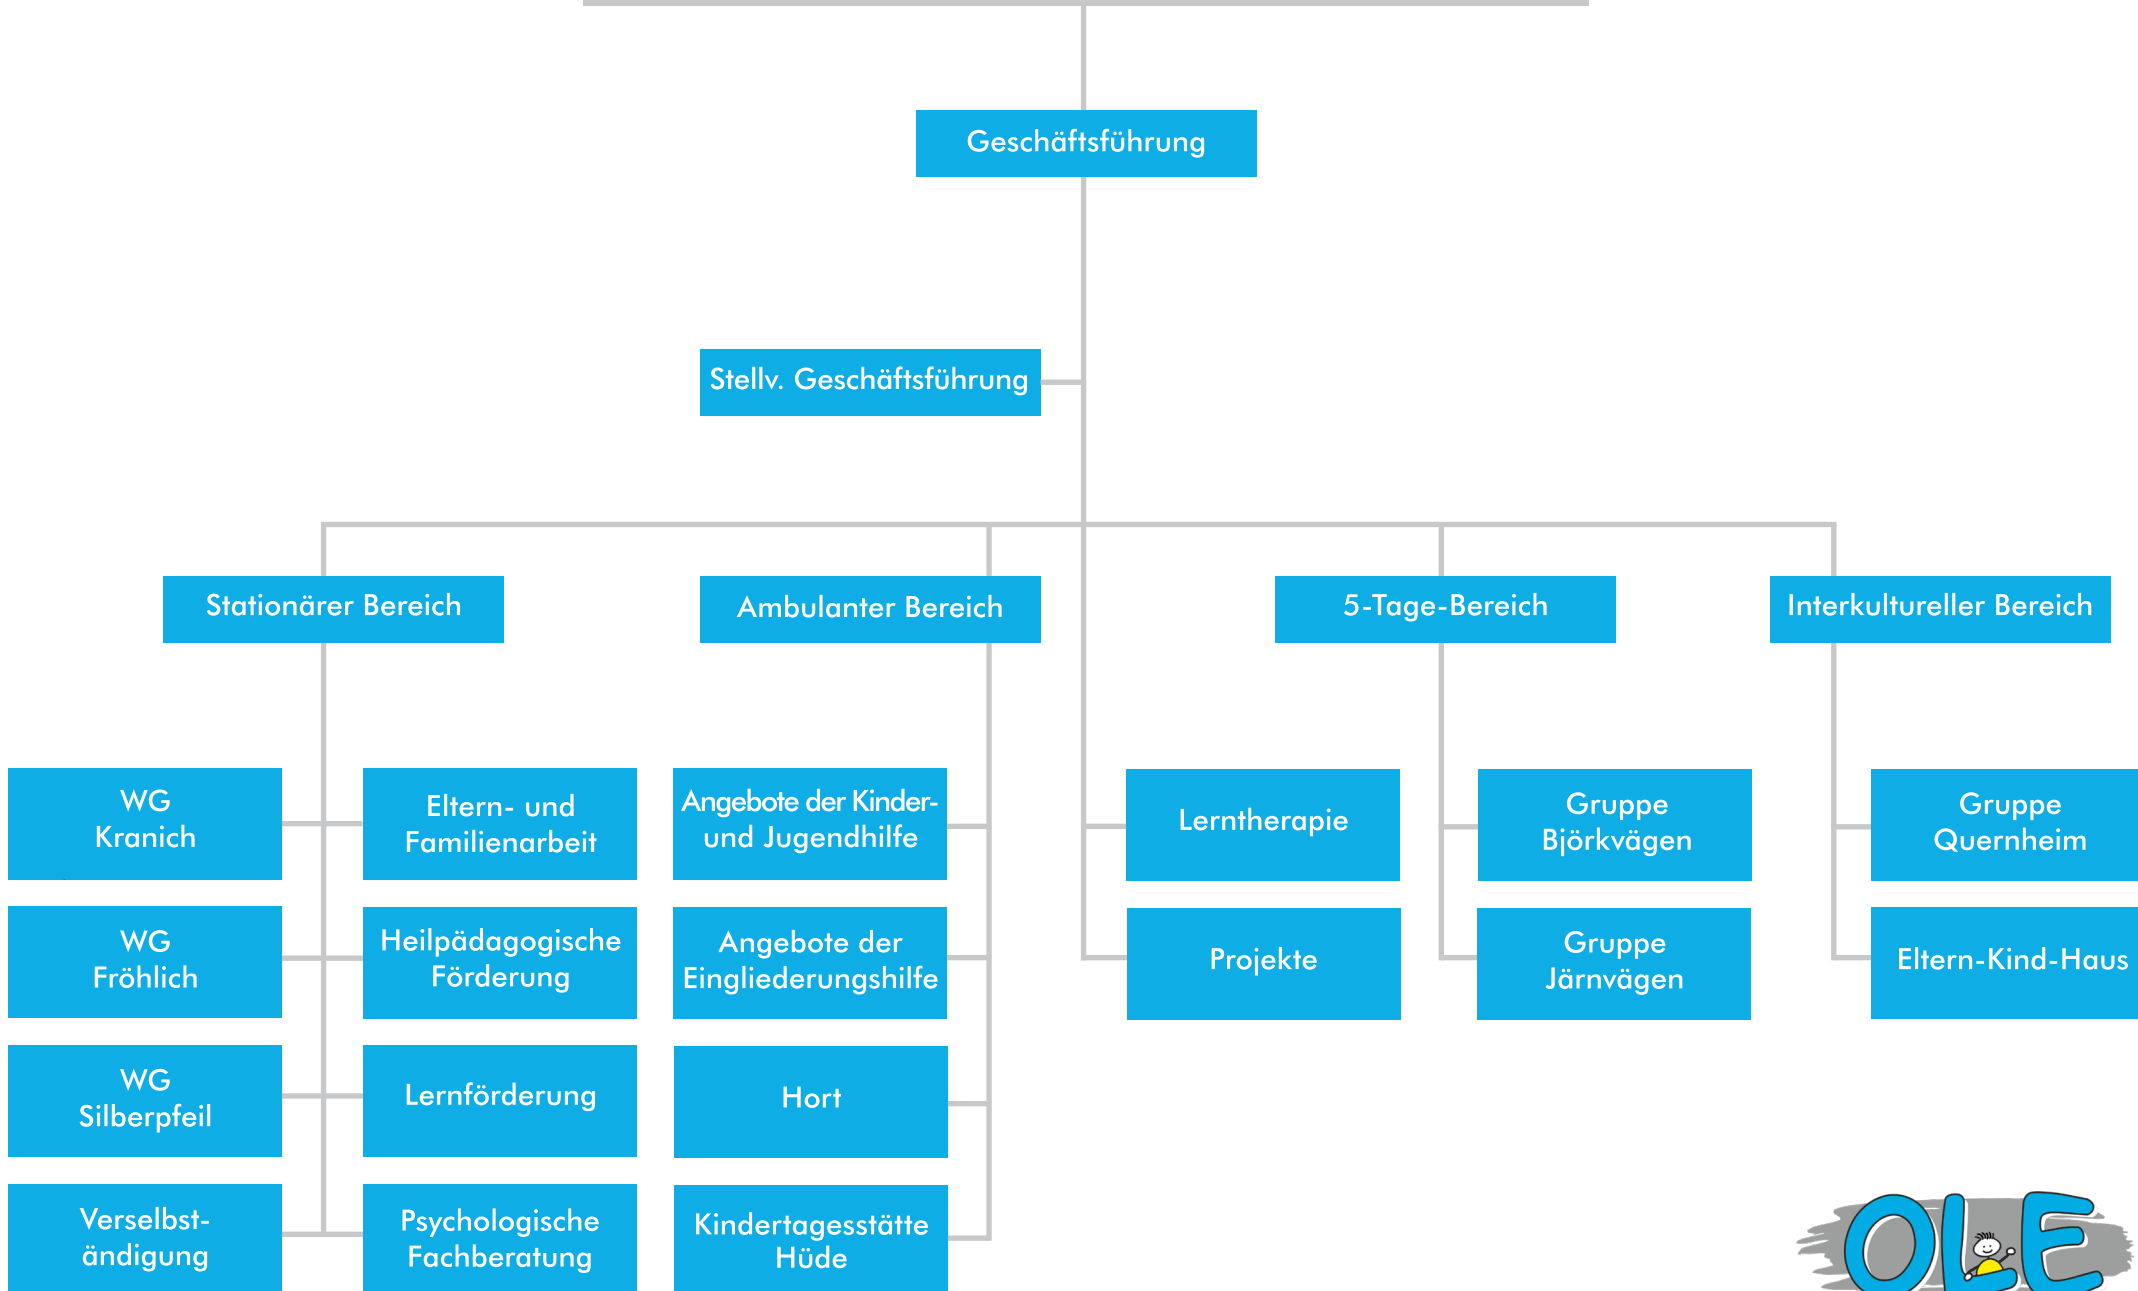 Geschäftsführung
Stellv. Geschäftsführung
Stationärer Bereich
Ambulanter Bereich
5-Tage-Bereich
Interkultureller Bereich
WG
Kranich
Eltern- und
Familienarbeit
Angebote der Kinder-
und Jugendhilfe
Lerntherapie
Gruppe
Björkvägen
Gruppe
Quernheim
WG
Fröhlich
Heilpädagogische
Förderung
Angebote der
Eingliederungshilfe
Projekte
Gruppe
Järnvägen
Eltern-Kind-Haus
WG
Silberpfeil
Lernförderung
Hort
Verselbst-
ändigung
Psychologische
Fachberatung
Kindertagesstätte
Hüde
OLE